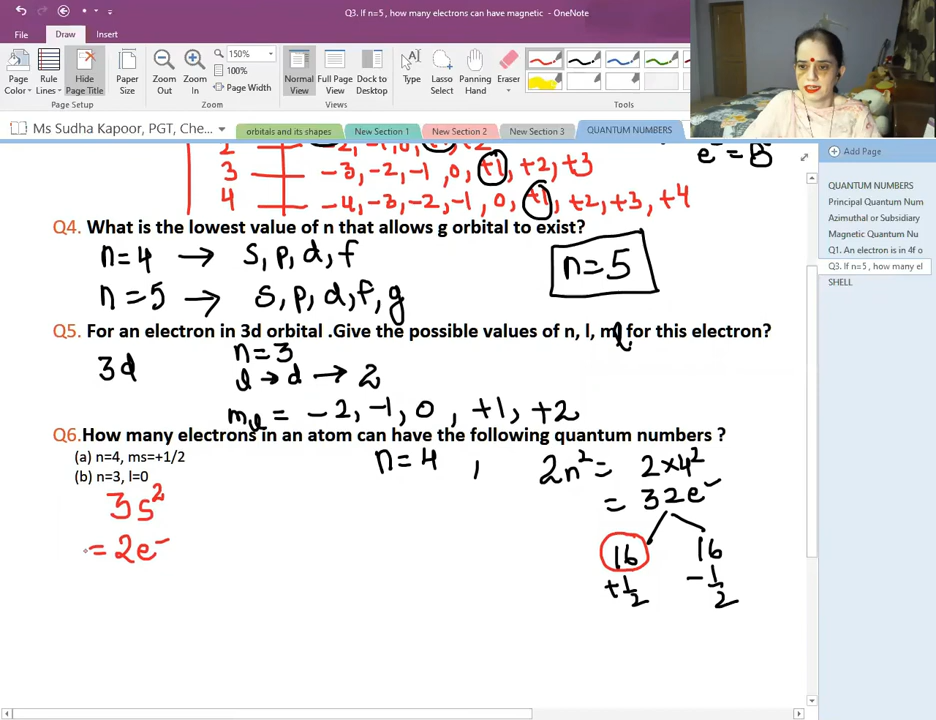 Q3. If n=5 , how many electrons can have magnetic - OneNote
File Draw Insert
Page Color Rule Lines Hide Page Title Paper Size Zoom Out Zoom In 150% 100% Page Width Normal View Full Page View Dock to Desktop Type Lasso Select Panning Hand Eraser
Page Setup Zoom Views Tools
Ms Sudha Kapoor, PGT, Che... orbitals and its shapes New Section 1 New Section 2 New Section 3 QUANTUM NUMBERS
Add Page
QUANTUM NUMBERS
Principal Quantum Num
Azimuthal or Subsidiary
Magnetic Quantum Nu
Q1. An electron is in 4f o
Q3. If n=5 , how many el
SHELL
2 -2, -1, 0, +1, +2
e⁻ = 8
3 -3, -2, -1, 0, +1, +2, +3
4 -4, -3, -2, -1, 0, +1, +2, +3, +4
Q4. What is the lowest value of n that allows g orbital to exist?
n=4 → s, p, d, f
n=5
n=5 → s, p, d, f, g
Q5. For an electron in 3d orbital .Give the possible values of n, l, ml for this electron?
3d n=3
l → d → 2
ml = -2, -1, 0, +1, +2
Q6.How many electrons in an atom can have the following quantum numbers ?
(a) n=4, ms=+1/2
n=4 , 2n² = 2×4²
(b) n=3, l=0
= 32e⁻
3s²
= 2e⁻
16 16
+1/2 -1/2